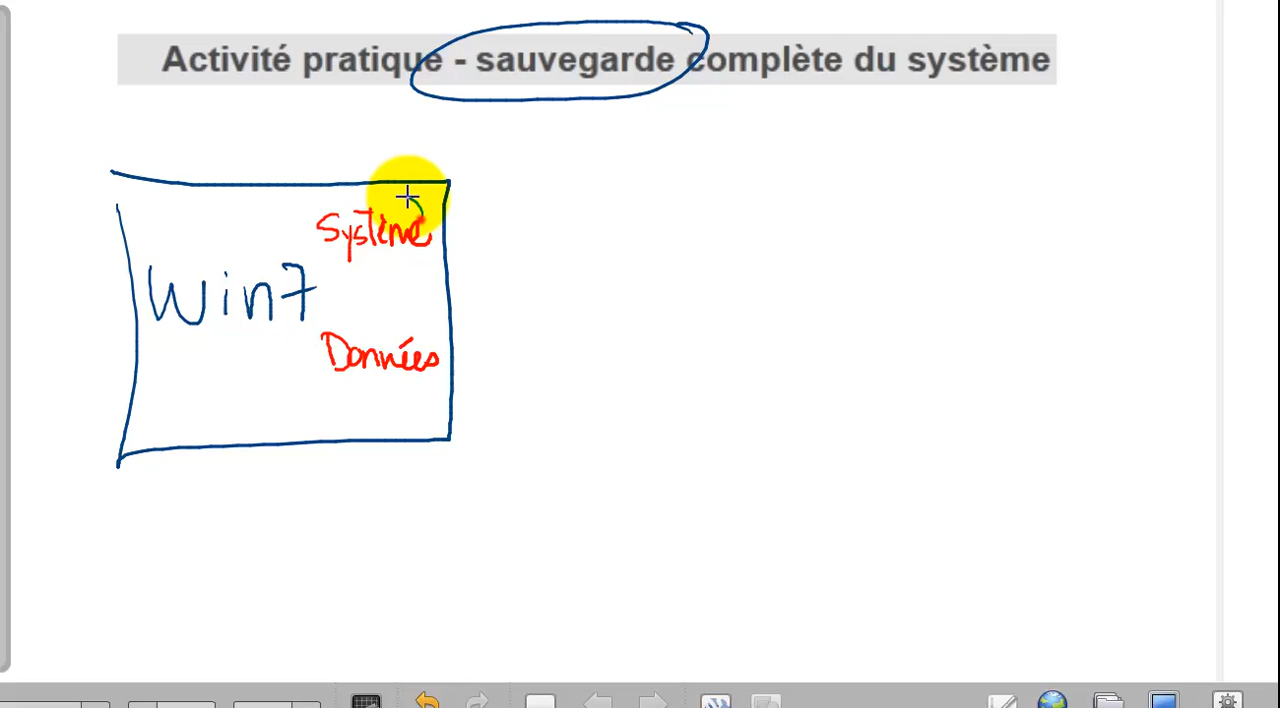 Activité pratique - sauvegarde complète du système
Système
Win7
Données